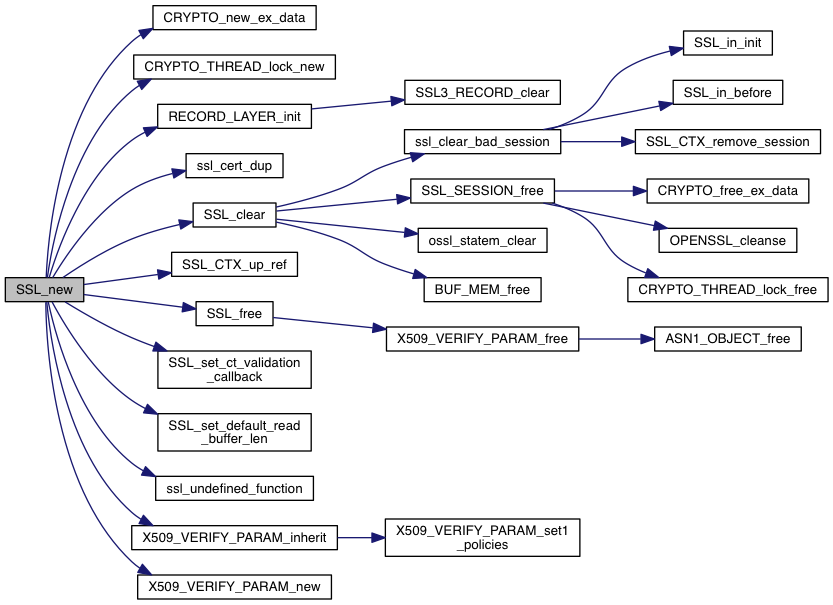 SSL_new
CRYPTO_new_ex_data
CRYPTO_THREAD_lock_new
RECORD_LAYER_init
ssl_cert_dup
SSL_clear
SSL_CTX_up_ref
SSL_free
SSL_set_ct_validation
_callback
SSL_set_default_read
_buffer_len
ssl_undefined_function
X509_VERIFY_PARAM_inherit
X509_VERIFY_PARAM_new
SSL3_RECORD_clear
ssl_clear_bad_session
SSL_SESSION_free
ossl_statem_clear
BUF_MEM_free
X509_VERIFY_PARAM_free
X509_VERIFY_PARAM_set1
_policies
SSL_in_init
SSL_in_before
SSL_CTX_remove_session
CRYPTO_free_ex_data
OPENSSL_cleanse
CRYPTO_THREAD_lock_free
ASN1_OBJECT_free